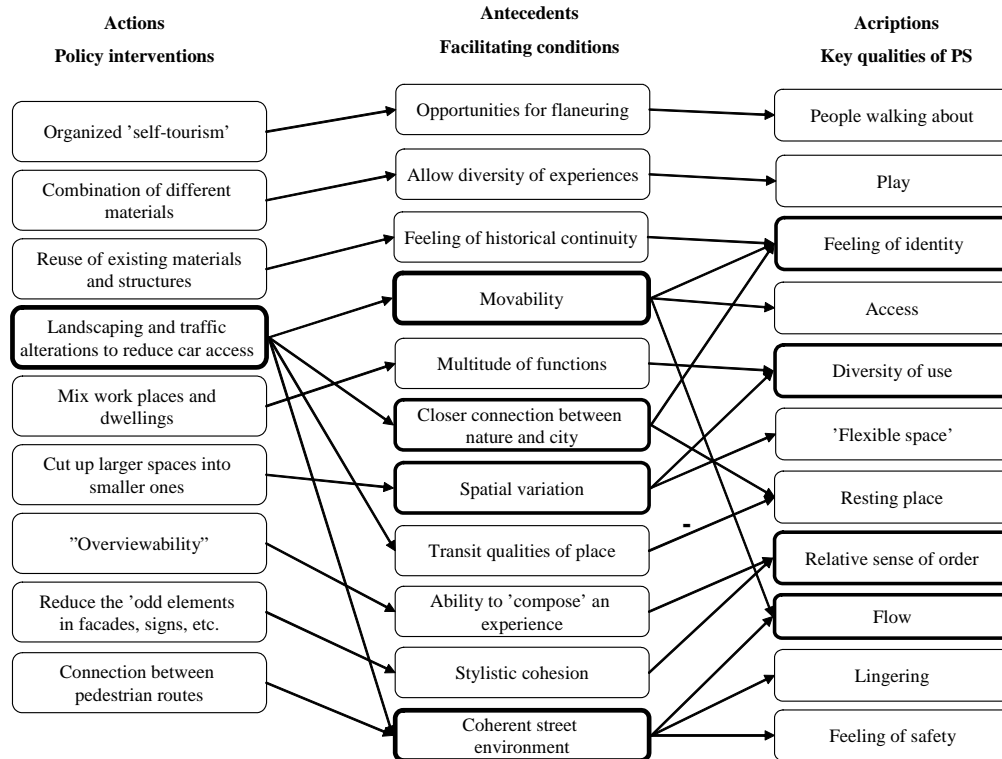 Actions
Policy interventions
Antecedents
Facilitating conditions
Acriptions
Key qualities of PS
Organized ’self-tourism’
Combination of different
materials
Reuse of existing materials
and structures
Landscaping and traffic
alterations to reduce car access
Mix work places and
dwellings
Cut up larger spaces into
smaller ones
”Overviewability”
Reduce the ’odd elements
in facades, signs, etc.
Connection between
pedestrian routes
Opportunities for flaneuring
Allow diversity of experiences
Feeling of historical continuity
Movability
Multitude of functions
Closer connection between
nature and city
Spatial variation
Transit qualities of place
Ability to ’compose’ an
experience
Stylistic cohesion
Coherent street
environment
-
People walking about
Play
Feeling of identity
Access
Diversity of use
’Flexible space’
Resting place
Relative sense of order
Flow
Lingering
Feeling of safety